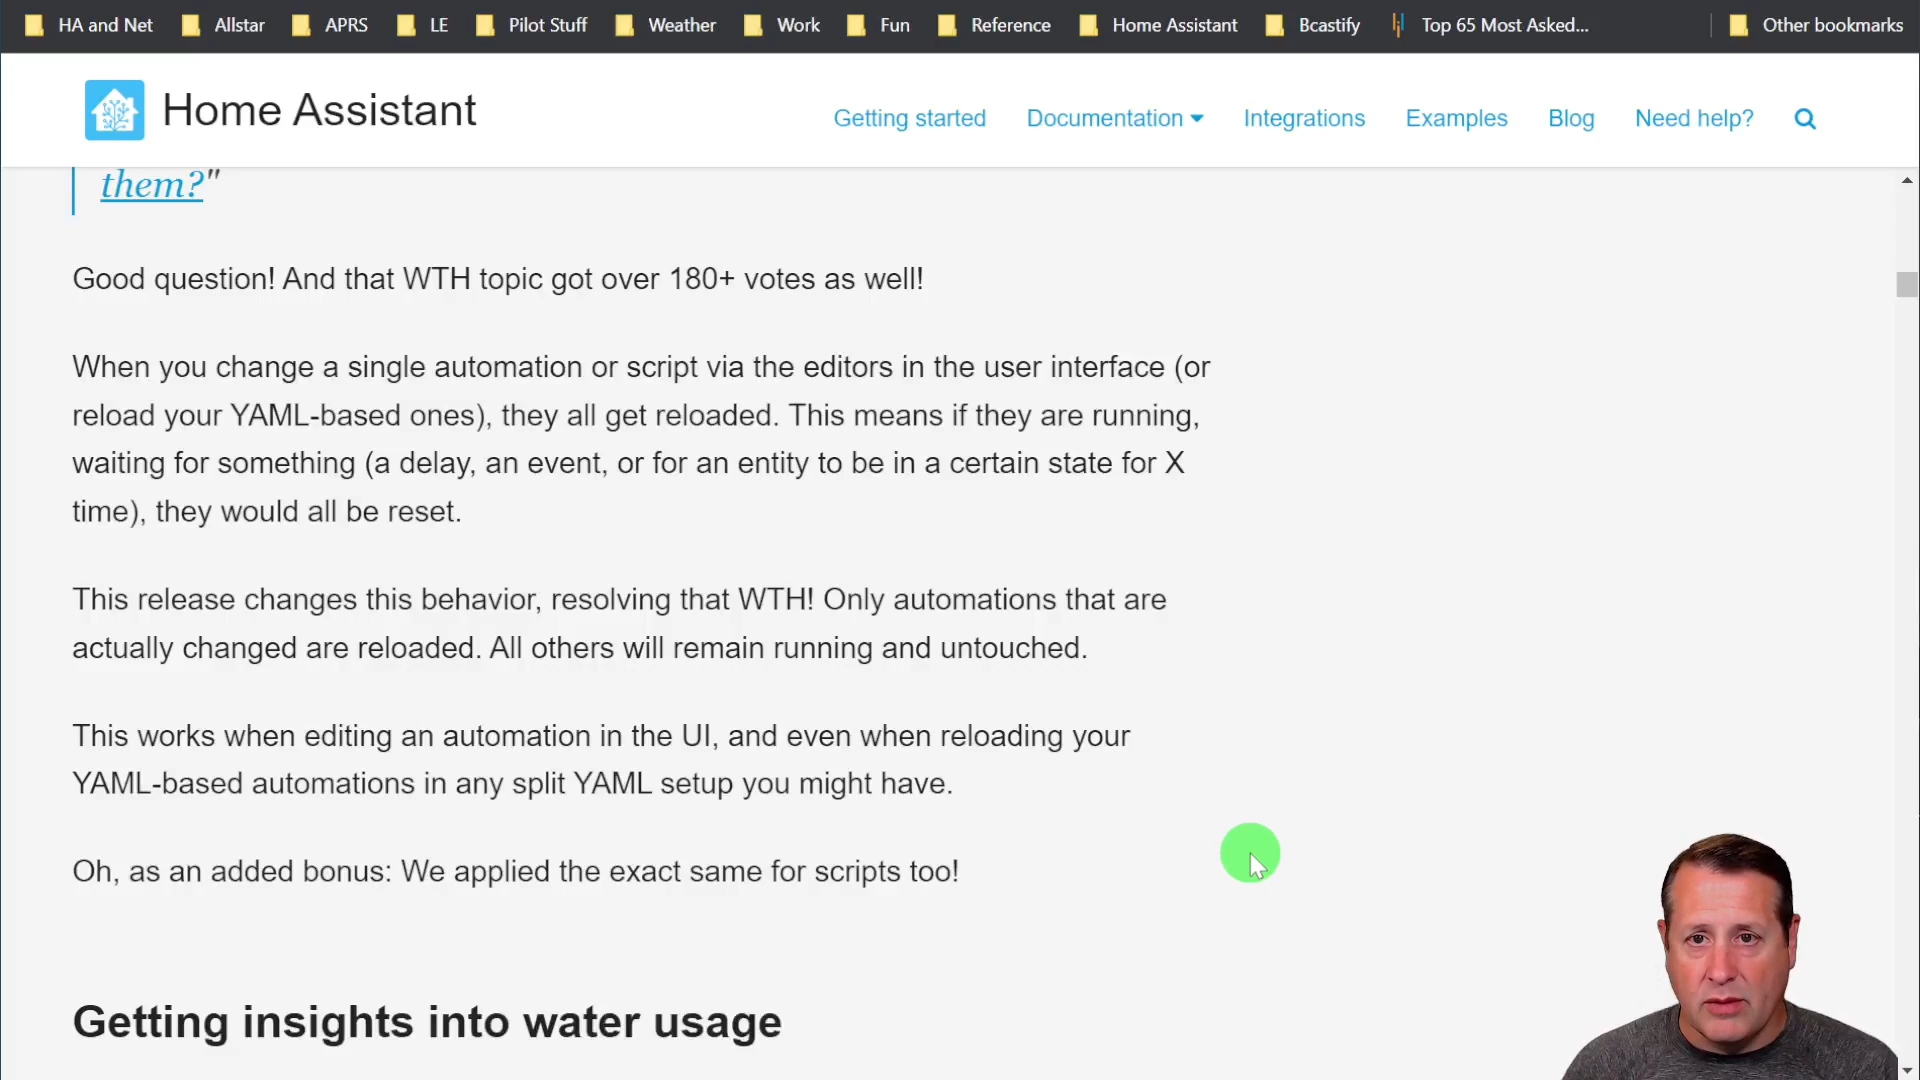 HA and Net Allstar APRS LE Pilot Stuff Weather Work Fun Reference Home Assistant Bcastify Top 65 Most Asked... Other bookmarks
Home Assistant
Getting started Documentation Integrations Examples Blog Need help?
them?"
Good question! And that WTH topic got over 180+ votes as well!
When you change a single automation or script via the editors in the user interface (or
reload your YAML-based ones), they all get reloaded. This means if they are running,
waiting for something (a delay, an event, or for an entity to be in a certain state for X
time), they would all be reset.
This release changes this behavior, resolving that WTH! Only automations that are
actually changed are reloaded. All others will remain running and untouched.
This works when editing an automation in the UI, and even when reloading your
YAML-based automations in any split YAML setup you might have.
Oh, as an added bonus: We applied the exact same for scripts too!
Getting insights into water usage